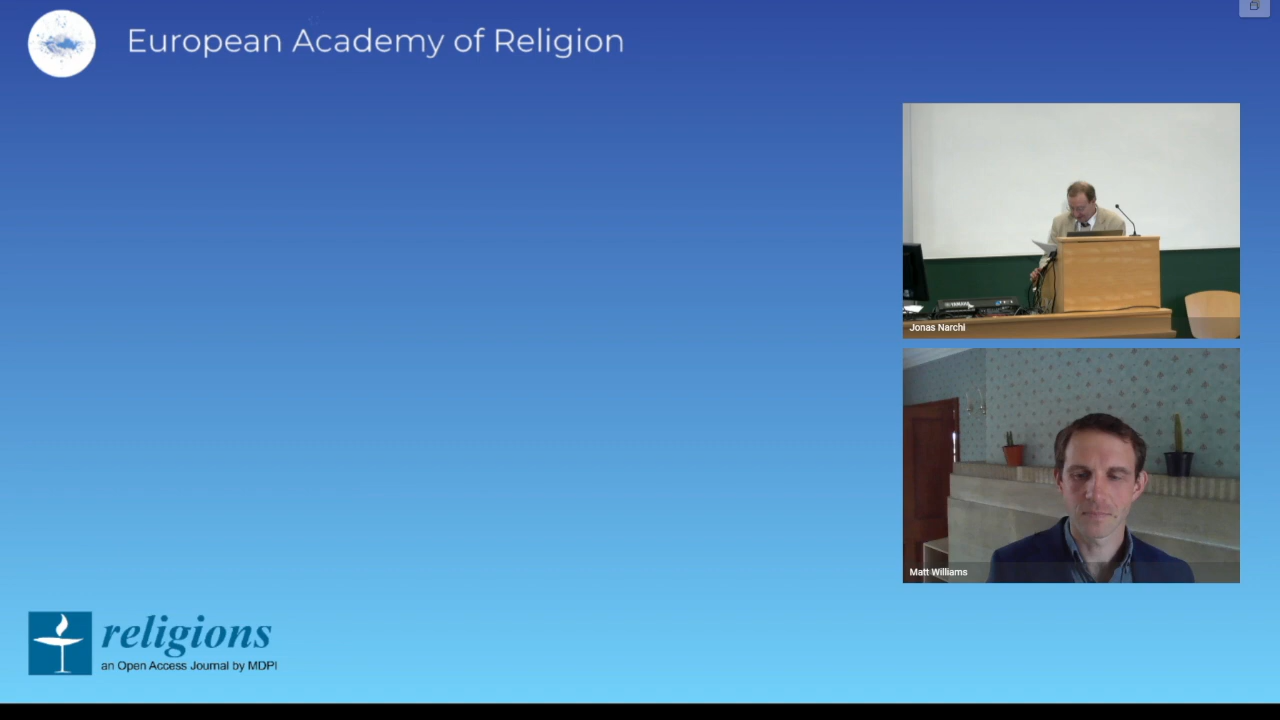 European Academy of Religion
Jonas Narchi
Matt Williams
religions
an Open Access Journal by MDPI